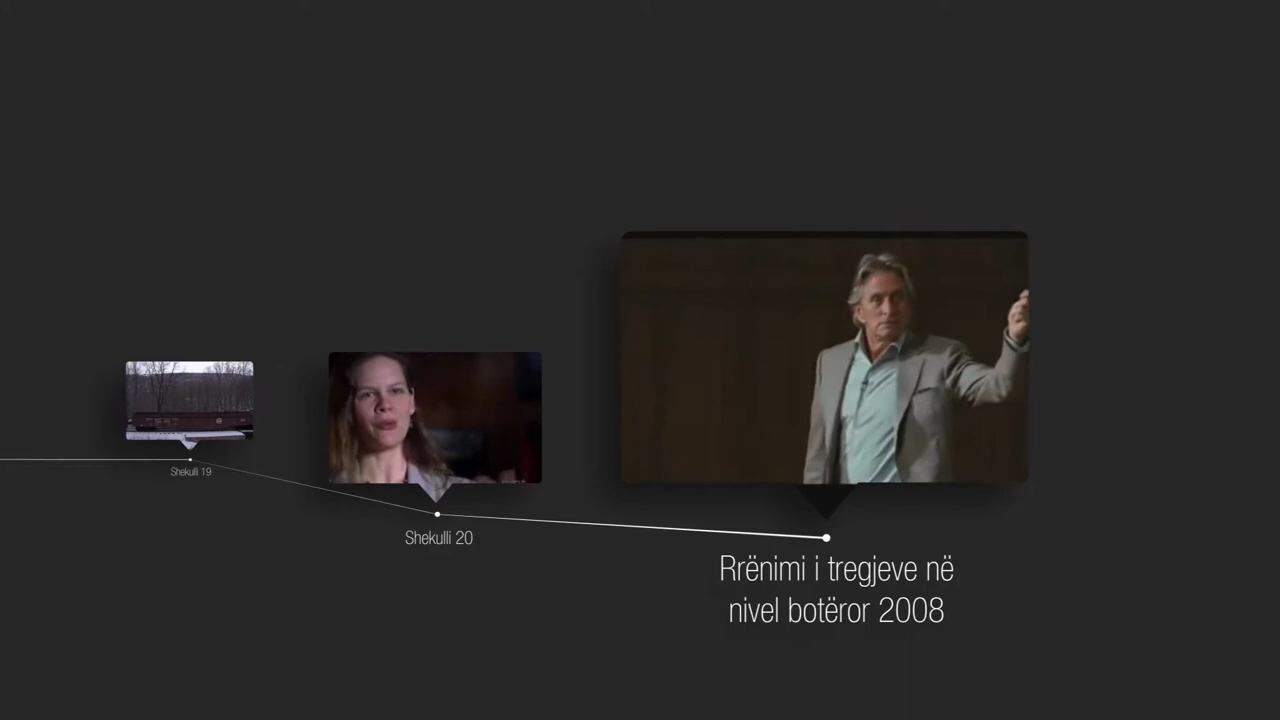 Shekulli 19
Shekulli 20
Rrënimi i tregjeve në
nivel botëror 2008